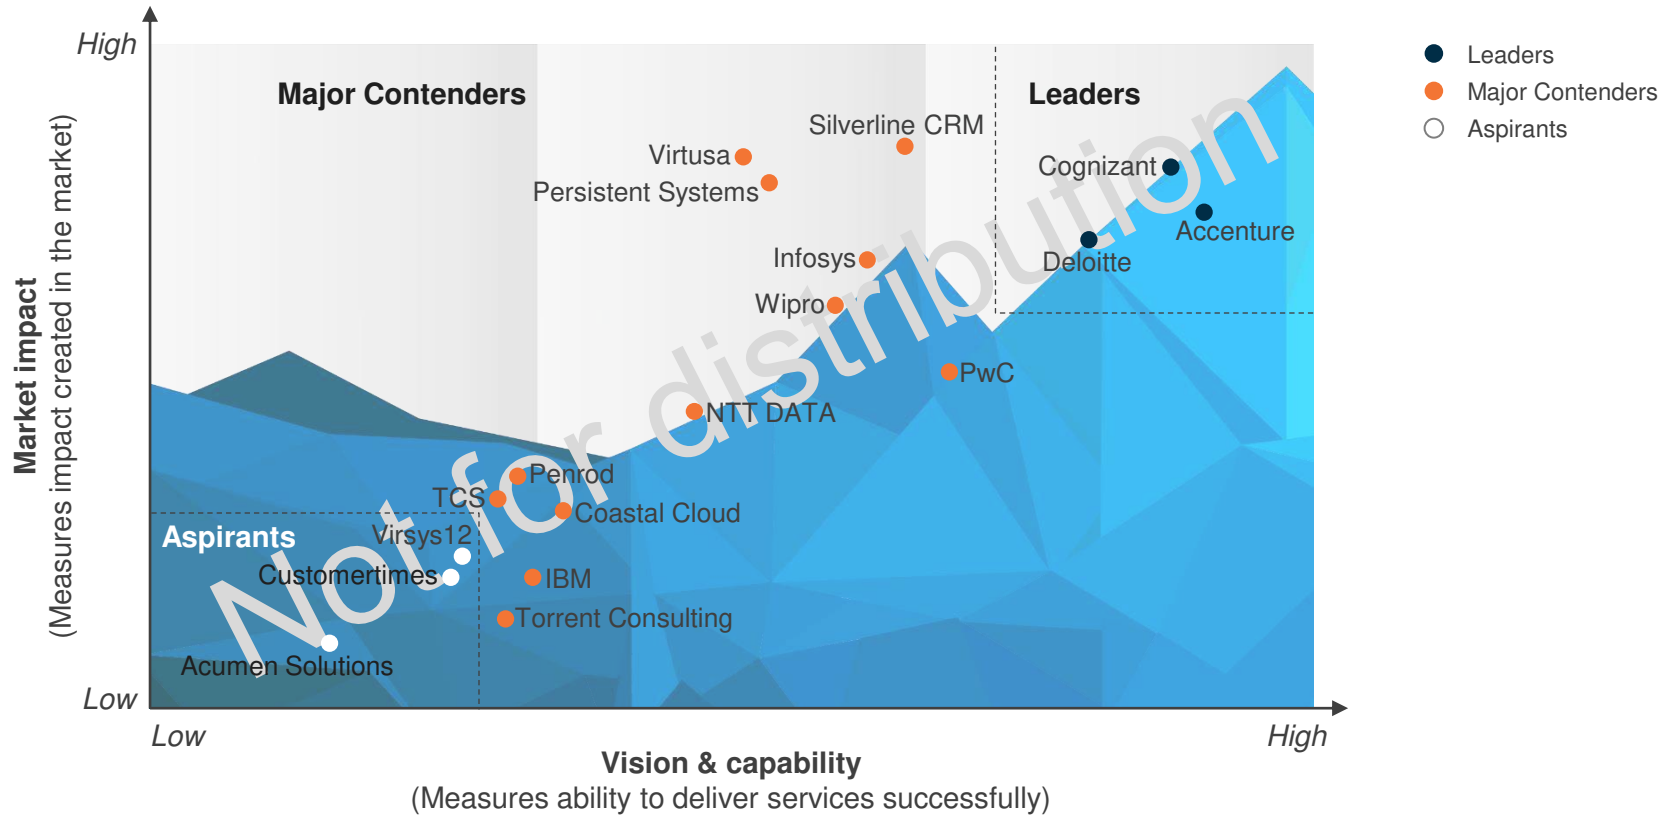 High
Major Contenders
Leaders
Leaders
Major Contenders
Aspirants
Silverline CRM
Virtusa
Persistent Systems
Cognizant
Accenture
Deloitte
Infosys
Wipro
PwC
NTT DATA
Penrod
TCS
Coastal Cloud
Aspirants
Virsys12
Customertimes
IBM
Torrent Consulting
Acumen Solutions
Not for distribution
Market impact
(Measures impact created in the market)
Low
Low
High
Vision & capability
(Measures ability to deliver services successfully)